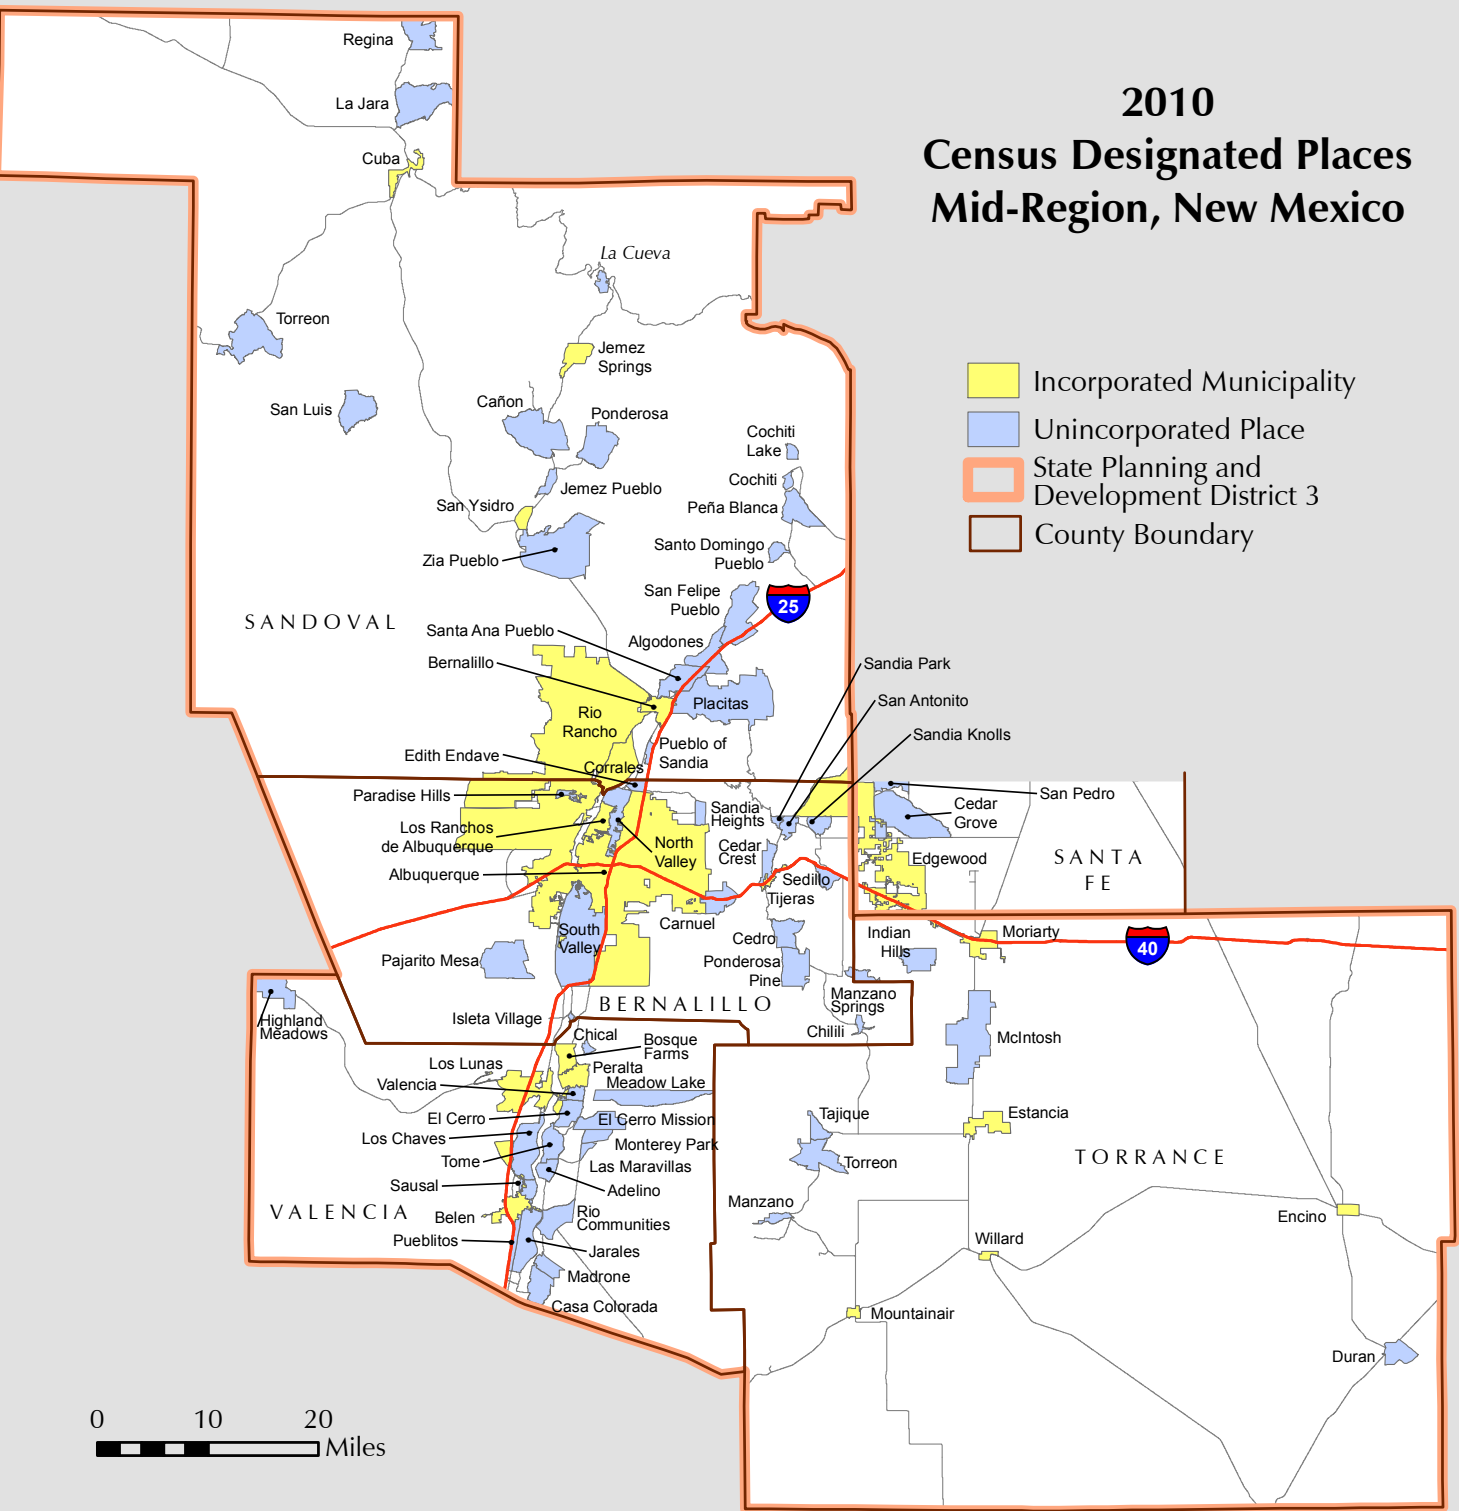 2010
Census Designated Places
Mid-Region, New Mexico
Regina
La Jara
Cuba
La Cueva
Torreon
Jemez
Springs
San Luis
Cañon
Ponderosa
Cochiti
Lake
Cochiti
Jemez Pueblo
San Ysidro
Peña Blanca
Zia Pueblo
Santo Domingo
Pueblo
San Felipe
Pueblo
25
SANDOVAL
Santa Ana Pueblo
Algodones
Bernalillo
Placitas
Rio
Rancho
Edith Endave
Pueblo of
Sandia
Corrales
Sandia Park
San Antonito
Sandia Knolls
Incorporated Municipality
Unincorporated Place
State Planning and
Development District 3
County Boundary
Paradise Hills
Los Ranchos
de Albuquerque
Albuquerque
North
Valley
Sandia
Heights
Cedar
Crest
Sedillo
Tijeras
San Pedro
Cedar
Grove
Edgewood
SANTA
FE
South
Valley
Carnuel
Pajarito Mesa
Cedro
Ponderosa
Pine
Indian
Hills
Moriarty
40
BERNALILLO
Manzano
Springs
Chilili
McIntosh
Highland
Meadows
Isleta Village
Chical
Bosque
Farms
Los Lunas
Peralta
Valencia
Meadow Lake
El Cerro
El Cerro Mission
Los Chaves
Monterey Park
Tome
Las Maravillas
Sausal
Adelino
VALENCIA
Belen
Rio
Communities
Pueblitos
Jarales
Madrone
Casa Colorada
Tajique
Estancia
Torreon
TORRANCE
Manzano
Encino
Willard
Mountainair
Duran
0 10 20
Miles